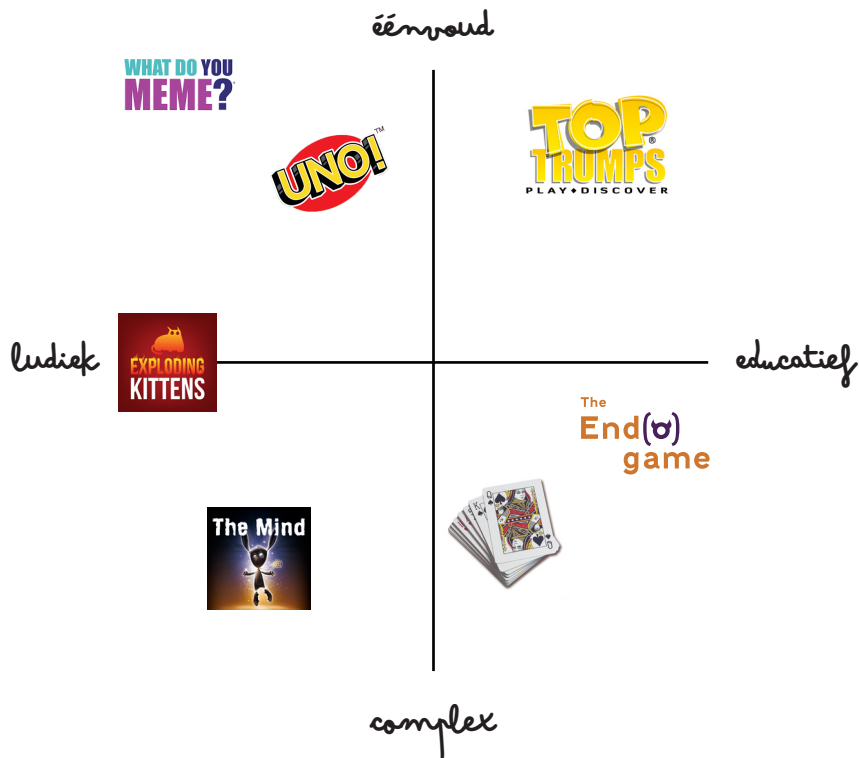 éénvoud
WHAT DO YOU
MEME?
UNO!™
TOP
TRUMPS®
PLAY♦DISCOVER
ludiek
EXPLODING
KITTENS
educatief
The
End(o)
game
Q
K
Q
The Mind
complex